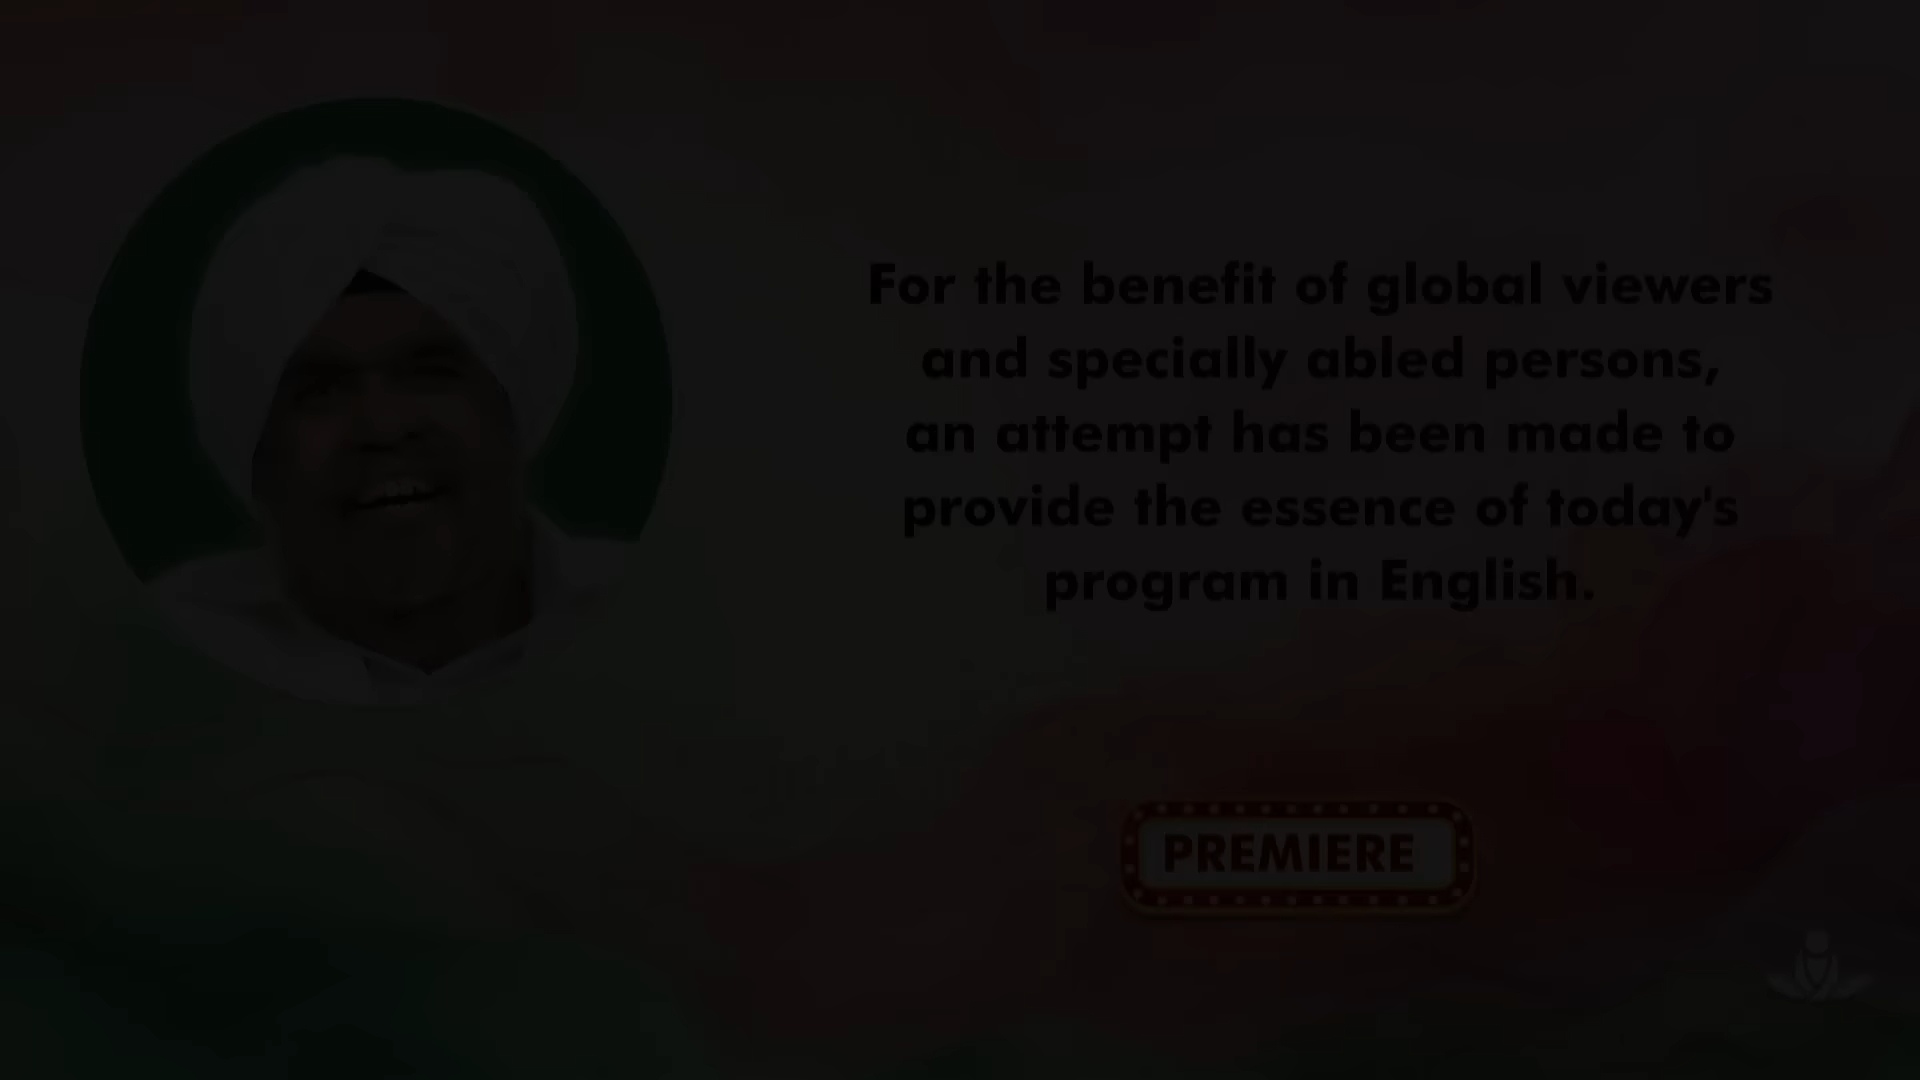 For the benefit of global viewers
and specially abled persons,
an attempt has been made to
provide the essence of today's
program in English.
PREMIERE